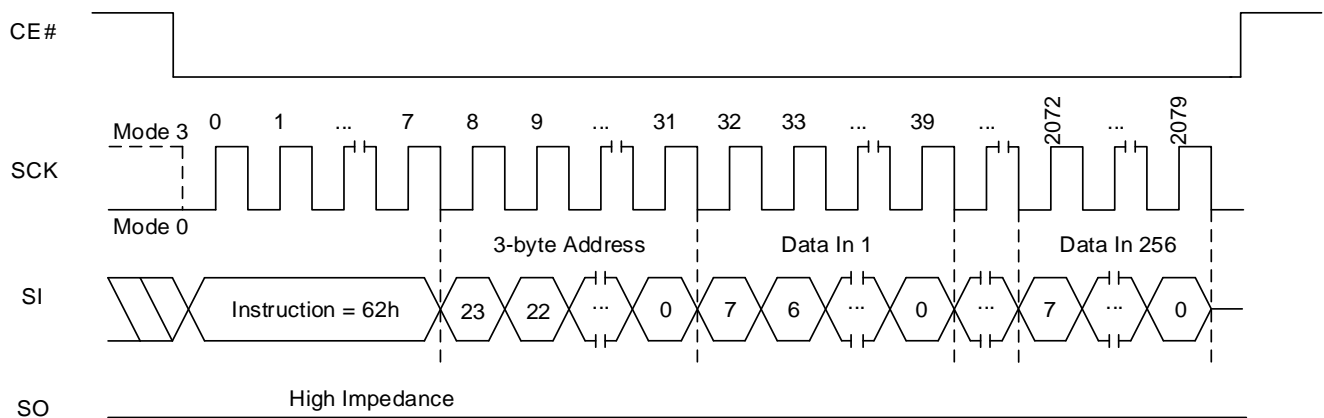 CE#
0 1 ... 7 8 9 ... 31 32 33 ... 39 ... 2072 ... 2079
Mode 3
SCK
Mode 0
3-byte Address Data In 1 Data In 256
SI
Instruction = 62h 23 22 ... 0 7 6 ... 0 ... 7 ... 0
High Impedance
SO